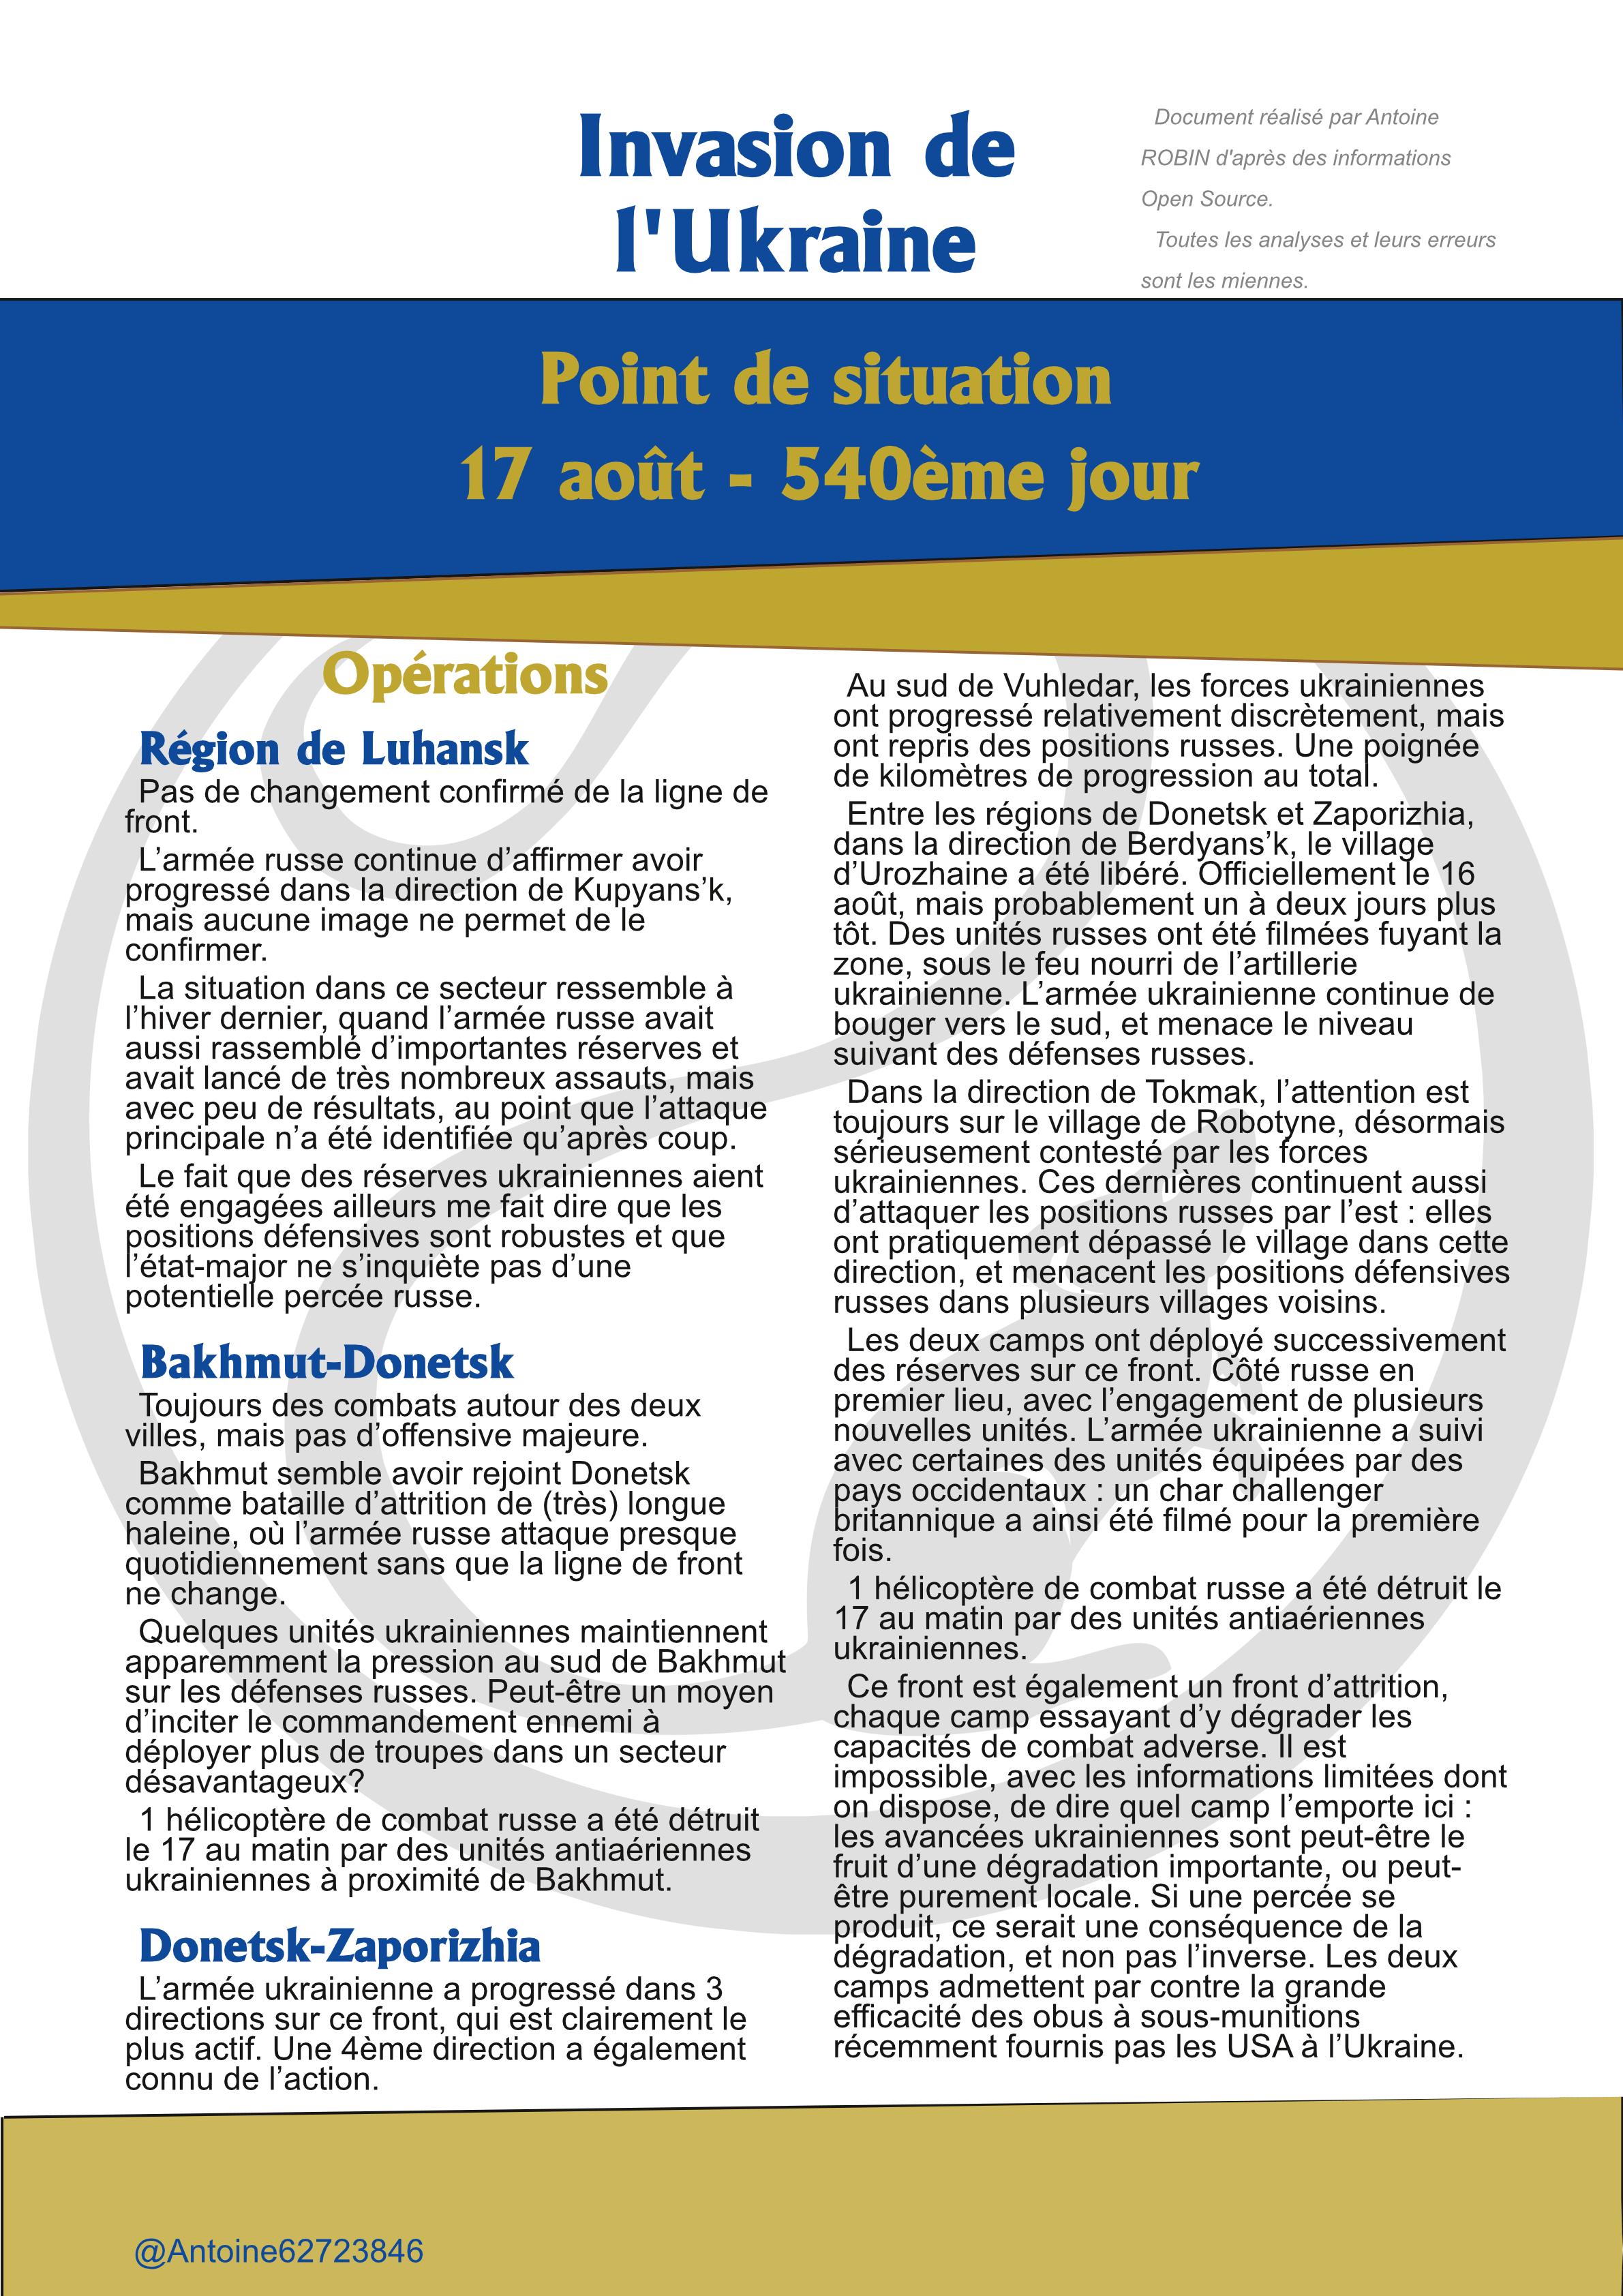 Invasion de
l'Ukraine
Document réalisé par Antoine
ROBIN d'après des informations
Open Source.
Toutes les analyses et leurs erreurs
sont les miennes.
Point de situation
17 août - 540ème jour
Opérations
Région de Luhansk
Pas de changement confirmé de la ligne de
front.
L’armée russe continue d’affirmer avoir
progressé dans la direction de Kupyans’k,
mais aucune image ne permet de le
confirmer.
La situation dans ce secteur ressemble à
l’hiver dernier, quand l’armée russe avait
aussi rassemblé d’importantes réserves et
avait lancé de très nombreux assauts, mais
avec peu de résultats, au point que l’attaque
principale n’a été identifiée qu’après coup.
Le fait que des réserves ukrainiennes aient
été engagées ailleurs me fait dire que les
positions défensives sont robustes et que
l’état-major ne s’inquiète pas d’une
potentielle percée russe.
Bakhmut-Donetsk
Toujours des combats autour des deux
villes, mais pas d’offensive majeure.
Bakhmut semble avoir rejoint Donetsk
comme bataille d’attrition de (très) longue
haleine, où l’armée russe attaque presque
quotidiennement sans que la ligne de front
ne change.
Quelques unités ukrainiennes maintiennent
apparemment la pression au sud de Bakhmut
sur les défenses russes. Peut-être un moyen
d’inciter le commandement ennemi à
déployer plus de troupes dans un secteur
désavantageux?
1 hélicoptère de combat russe a été détruit
le 17 au matin par des unités antiaériennes
ukrainiennes à proximité de Bakhmut.
Donetsk-Zaporizhia
L’armée ukrainienne a progressé dans 3
directions sur ce front, qui est clairement le
plus actif. Une 4ème direction a également
connu de l’action.
Au sud de Vuhledar, les forces ukrainiennes
ont progressé relativement discrètement, mais
ont repris des positions russes. Une poignée
de kilomètres de progression au total.
Entre les régions de Donetsk et Zaporizhia,
dans la direction de Berdyans’k, le village
d’Urozhaine a été libéré. Officiellement le 16
août, mais probablement un à deux jours plus
tôt. Des unités russes ont été filmées fuyant la
zone, sous le feu nourri de l’artillerie
ukrainienne. L’armée ukrainienne continue de
bouger vers le sud, et menace le niveau
suivant des défenses russes.
Dans la direction de Tokmak, l’attention est
toujours sur le village de Robotyne, désormais
sérieusement contesté par les forces
ukrainiennes. Ces dernières continuent aussi
d’attaquer les positions russes par l’est : elles
ont pratiquement dépassé le village dans cette
direction, et menacent les positions défensives
russes dans plusieurs villages voisins.
Les deux camps ont déployé successivement
des réserves sur ce front. Côté russe en
premier lieu, avec l’engagement de plusieurs
nouvelles unités. L’armée ukrainienne a suivi
avec certaines des unités équipées par des
pays occidentaux : un char challenger
britannique a ainsi été filmé pour la première
fois.
1 hélicoptère de combat russe a été détruit le
17 au matin par des unités antiaériennes
ukrainiennes.
Ce front est également un front d’attrition,
chaque camp essayant d’y dégrader les
capacités de combat adverse. Il est
impossible, avec les informations limitées dont
on dispose, de dire quel camp l’emporte ici :
les avancées ukrainiennes sont peut-être le
fruit d’une dégradation importante, ou peut-
être purement locale. Si une percée se
produit, ce serait une conséquence de la
dégradation, et non pas l’inverse. Les deux
camps admettent par contre la grande
efficacité des obus à sous-munitions
récemment fournis pas les USA à l’Ukraine.
@Antoine62723846